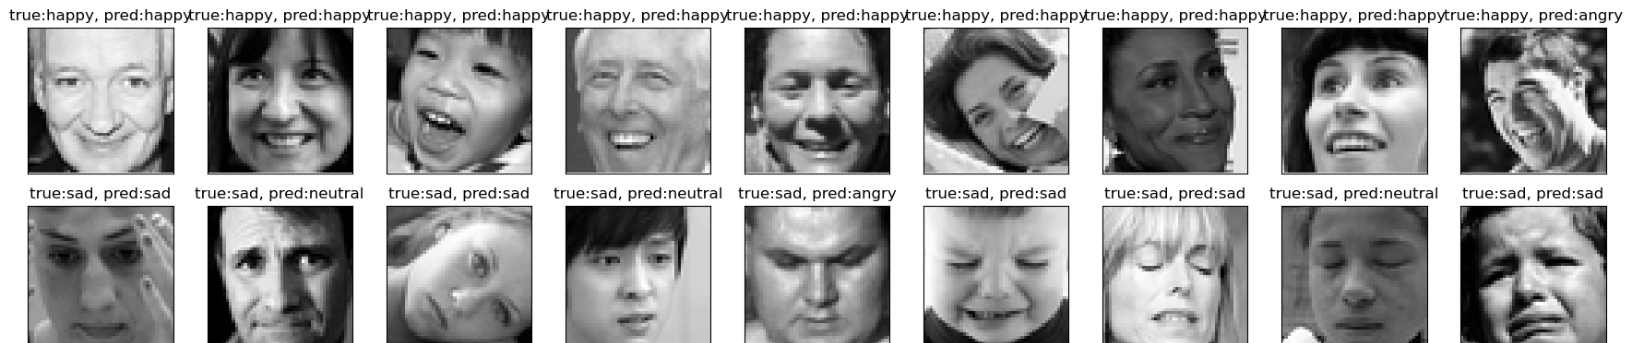 true:happy, pred:happy true:happy, pred:happy true:happy, pred:happy true:happy, pred:happy true:happy, pred:happy true:happy, pred:happy true:happy, pred:happy true:happy, pred:happy true:happy, pred:angry
true:sad, pred:sad true:sad, pred:neutral true:sad, pred:sad true:sad, pred:neutral true:sad, pred:angry true:sad, pred:sad true:sad, pred:sad true:sad, pred:neutral true:sad, pred:sad